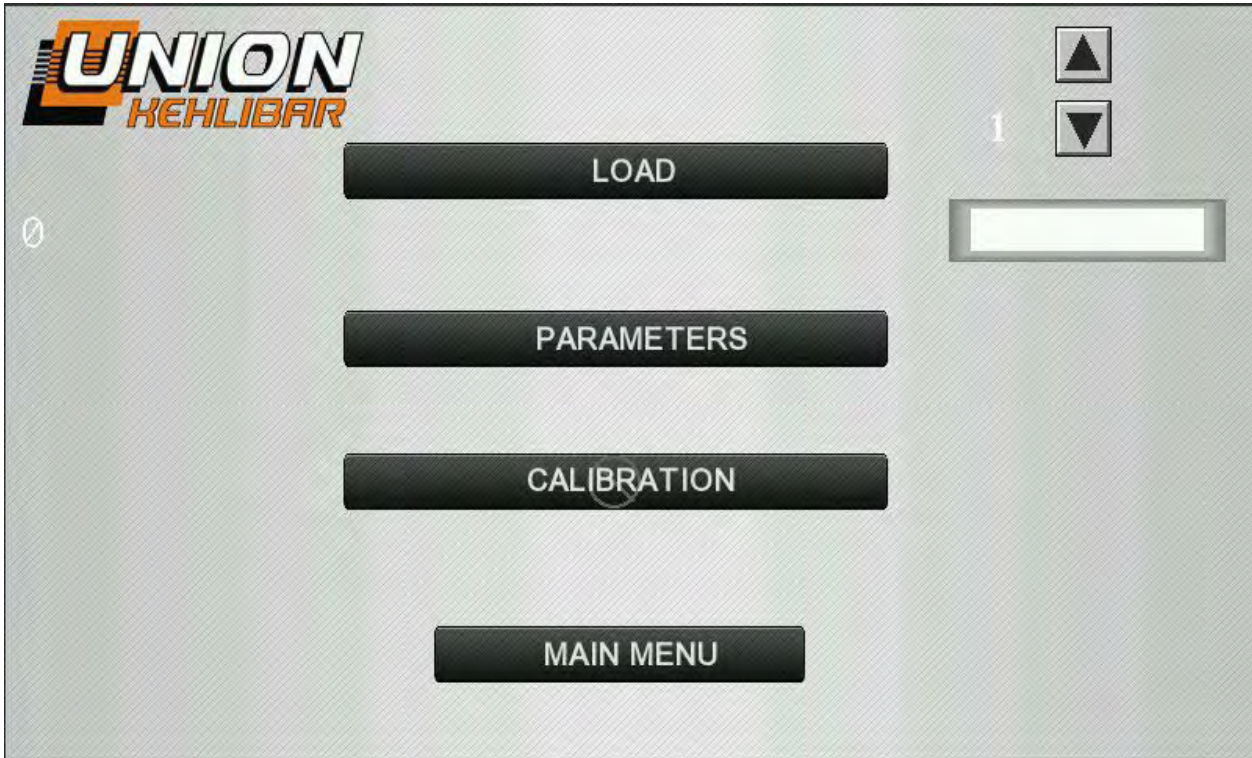 UNION
KEHLIBAR
1
LOAD
0
PARAMETERS
CALIBRATION
MAIN MENU